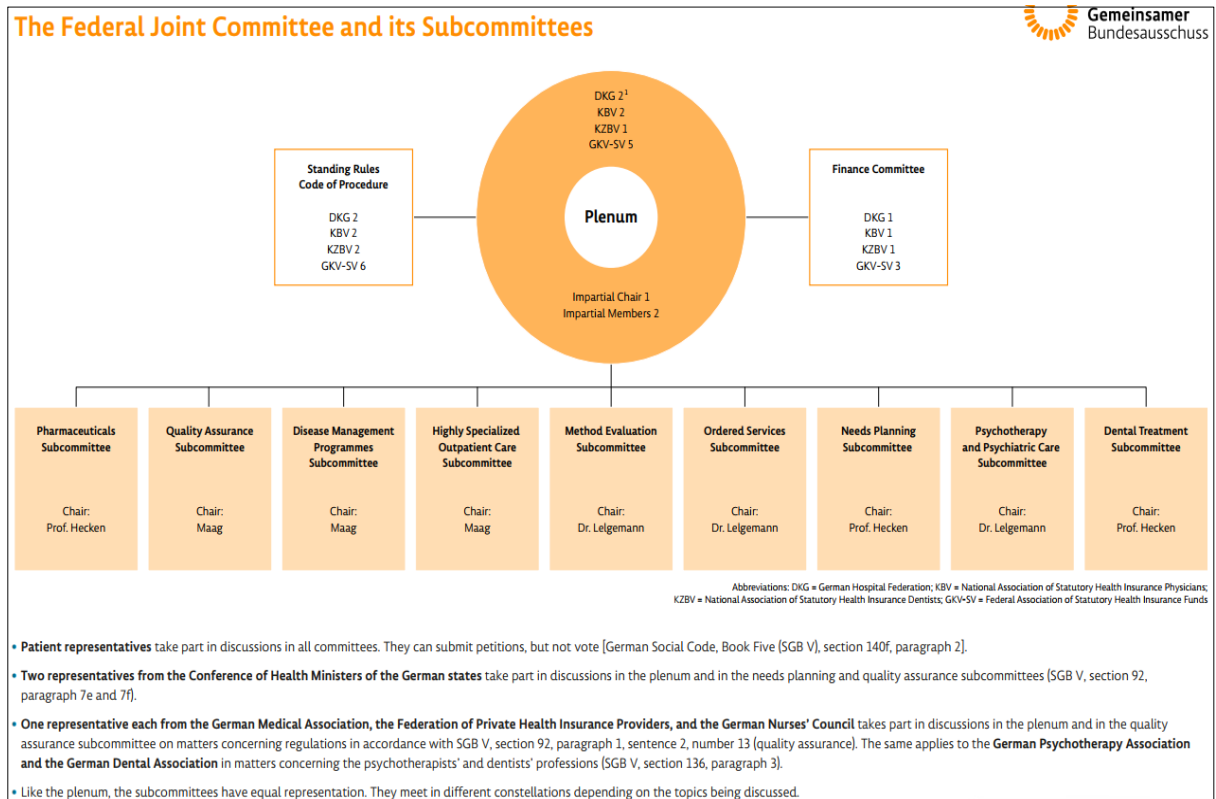 The Federal Joint Committee and its Subcommittees
Gemeinsamer
Bundesausschuss
DKG 2¹
KBV 2
KZBV 1
GKV-SV 5
Plenum
Impartial Chair 1
Impartial Members 2
Standing Rules
Code of Procedure
DKG 2
KBV 2
KZBV 2
GKV-SV 6
Finance Committee
DKG 1
KBV 1
KZBV 1
GKV-SV 3
Pharmaceuticals
Subcommittee
Chair:
Prof. Hecken
Quality Assurance
Subcommittee
Chair:
Maag
Disease Management
Programmes
Subcommittee
Chair:
Maag
Highly Specialized
Outpatient Care
Subcommittee
Chair:
Maag
Method Evaluation
Subcommittee
Chair:
Dr. Lelgemann
Ordered Services
Subcommittee
Chair:
Dr. Lelgemann
Needs Planning
Subcommittee
Chair:
Prof. Hecken
Psychotherapy
and Psychiatric Care
Subcommittee
Chair:
Dr. Lelgemann
Dental Treatment
Subcommittee
Chair:
Prof. Hecken
Abbreviations: DKG = German Hospital Federation; KBV = National Association of Statutory Health Insurance Physicians;
KZBV = National Association of Statutory Health Insurance Dentists; GKV-SV = Federal Association of Statutory Health Insurance Funds
• Patient representatives take part in discussions in all committees. They can submit petitions, but not vote [German Social Code, Book Five (SGB V), section 140f, paragraph 2].
• Two representatives from the Conference of Health Ministers of the German states take part in discussions in the plenum and in the needs planning and quality assurance subcommittees (SGB V, section 92,
paragraph 7e and 7f).
• One representative each from the German Medical Association, the Federation of Private Health Insurance Providers, and the German Nurses' Council takes part in discussions in the plenum and in the quality
assurance subcommittee on matters concerning regulations in accordance with SGB V, section 92, paragraph 1, sentence 2, number 13 (quality assurance). The same applies to the German Psychotherapy Association
and the German Dental Association in matters concerning the psychotherapists' and dentists' professions (SGB V, section 136, paragraph 3).
• Like the plenum, the subcommittees have equal representation. They meet in different constellations depending on the topics being discussed.